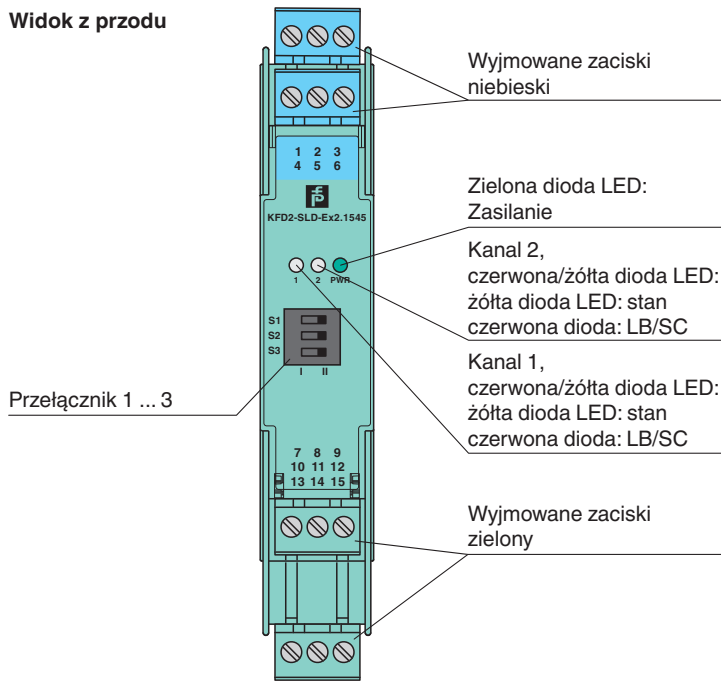 Widok z przodu
Wyjmowane zaciski
niebieski
1 2 3
4 5 6
KFD2-SLD-Ex2.1545
Zielona dioda LED:
Zasilanie
1 2 PWR
Kanal 2,
czerwona/żółta dioda LED:
żółta dioda LED: stan
czerwona dioda: LB/SC
S1
S2
S3
I II
Kanal 1,
czerwona/żółta dioda LED:
żółta dioda LED: stan
czerwona dioda: LB/SC
Przełącznik 1 ... 3
7 8 9
10 11 12
13 14 15
Wyjmowane zaciski
zielony